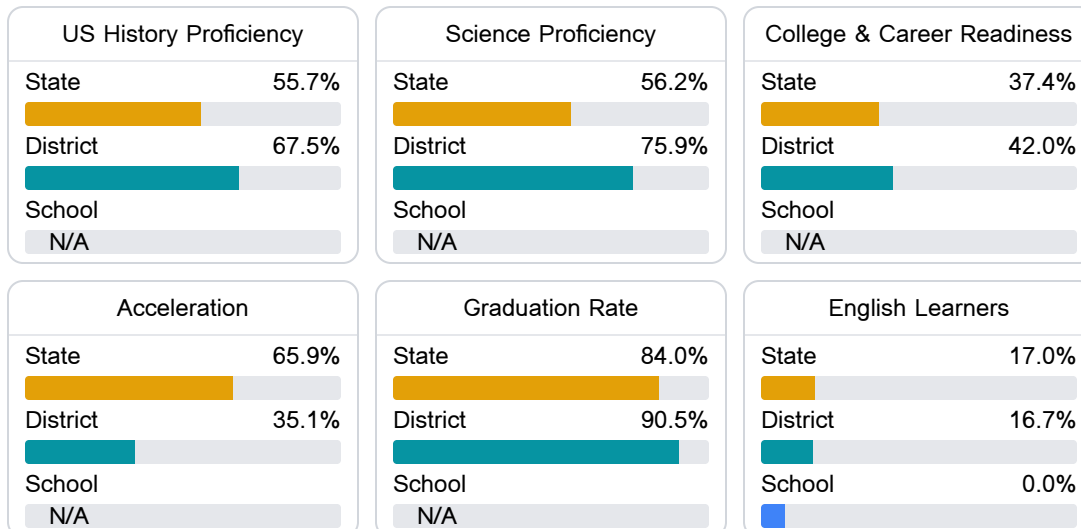 US History Proficiency
State 55.7%
District 67.5%
School
N/A
Science Proficiency
State 56.2%
District 75.9%
School
N/A
College & Career Readiness
State 37.4%
District 42.0%
School
N/A
Acceleration
State 65.9%
District 35.1%
School
N/A
Graduation Rate
State 84.0%
District 90.5%
School
N/A
English Learners
State 17.0%
District 16.7%
School 0.0%